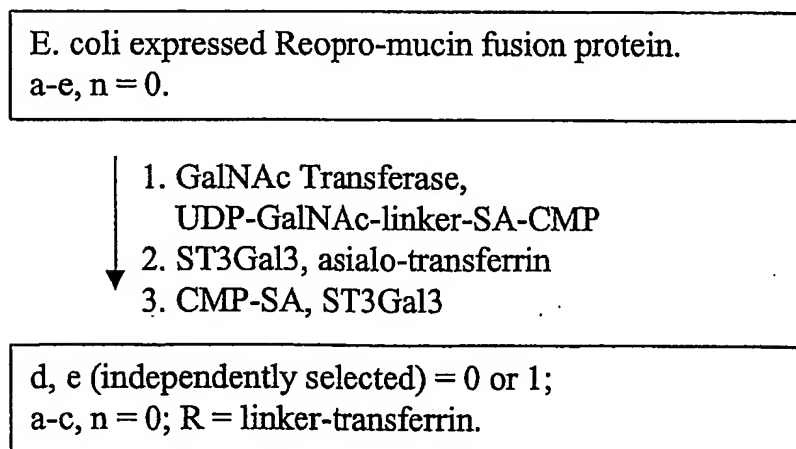 E. coli expressed Reopro-mucin fusion protein.
a-e, n = 0.
1. GalNAc Transferase,
UDP-GalNAc-linker-SA-CMP
2. ST3Gal3, asialo-transferrin
3. CMP-SA, ST3Gal3
d, e (independently selected) = 0 or 1;
a-c, n = 0; R = linker-transferrin.